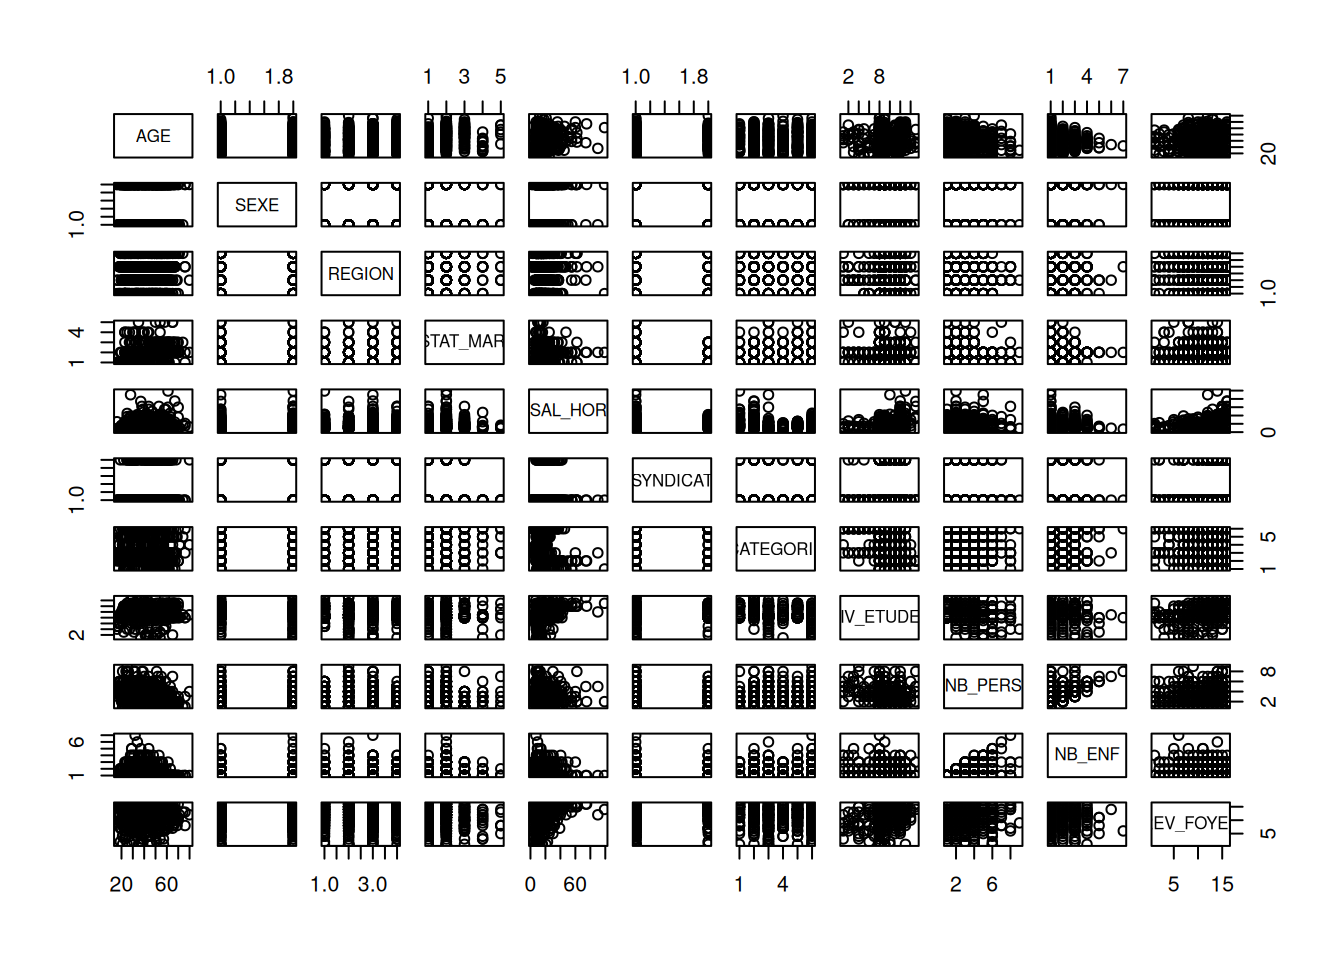 1.0 1.8 1 3 5 1.0 1.8 2 8 1 4 7
AGE 20
1.0 SEXE
REGION 1.0
1 4 STAT_MAR
SAL_HOR 0
1.0 SYNDICAT
CATEGORI 1 5
2 IV_ETUDE
NB_PERS 2 8
1 6 NB_ENF
EV_FOYE 5
20 60 1.0 3.0 0 60 1 4 2 6 5 15